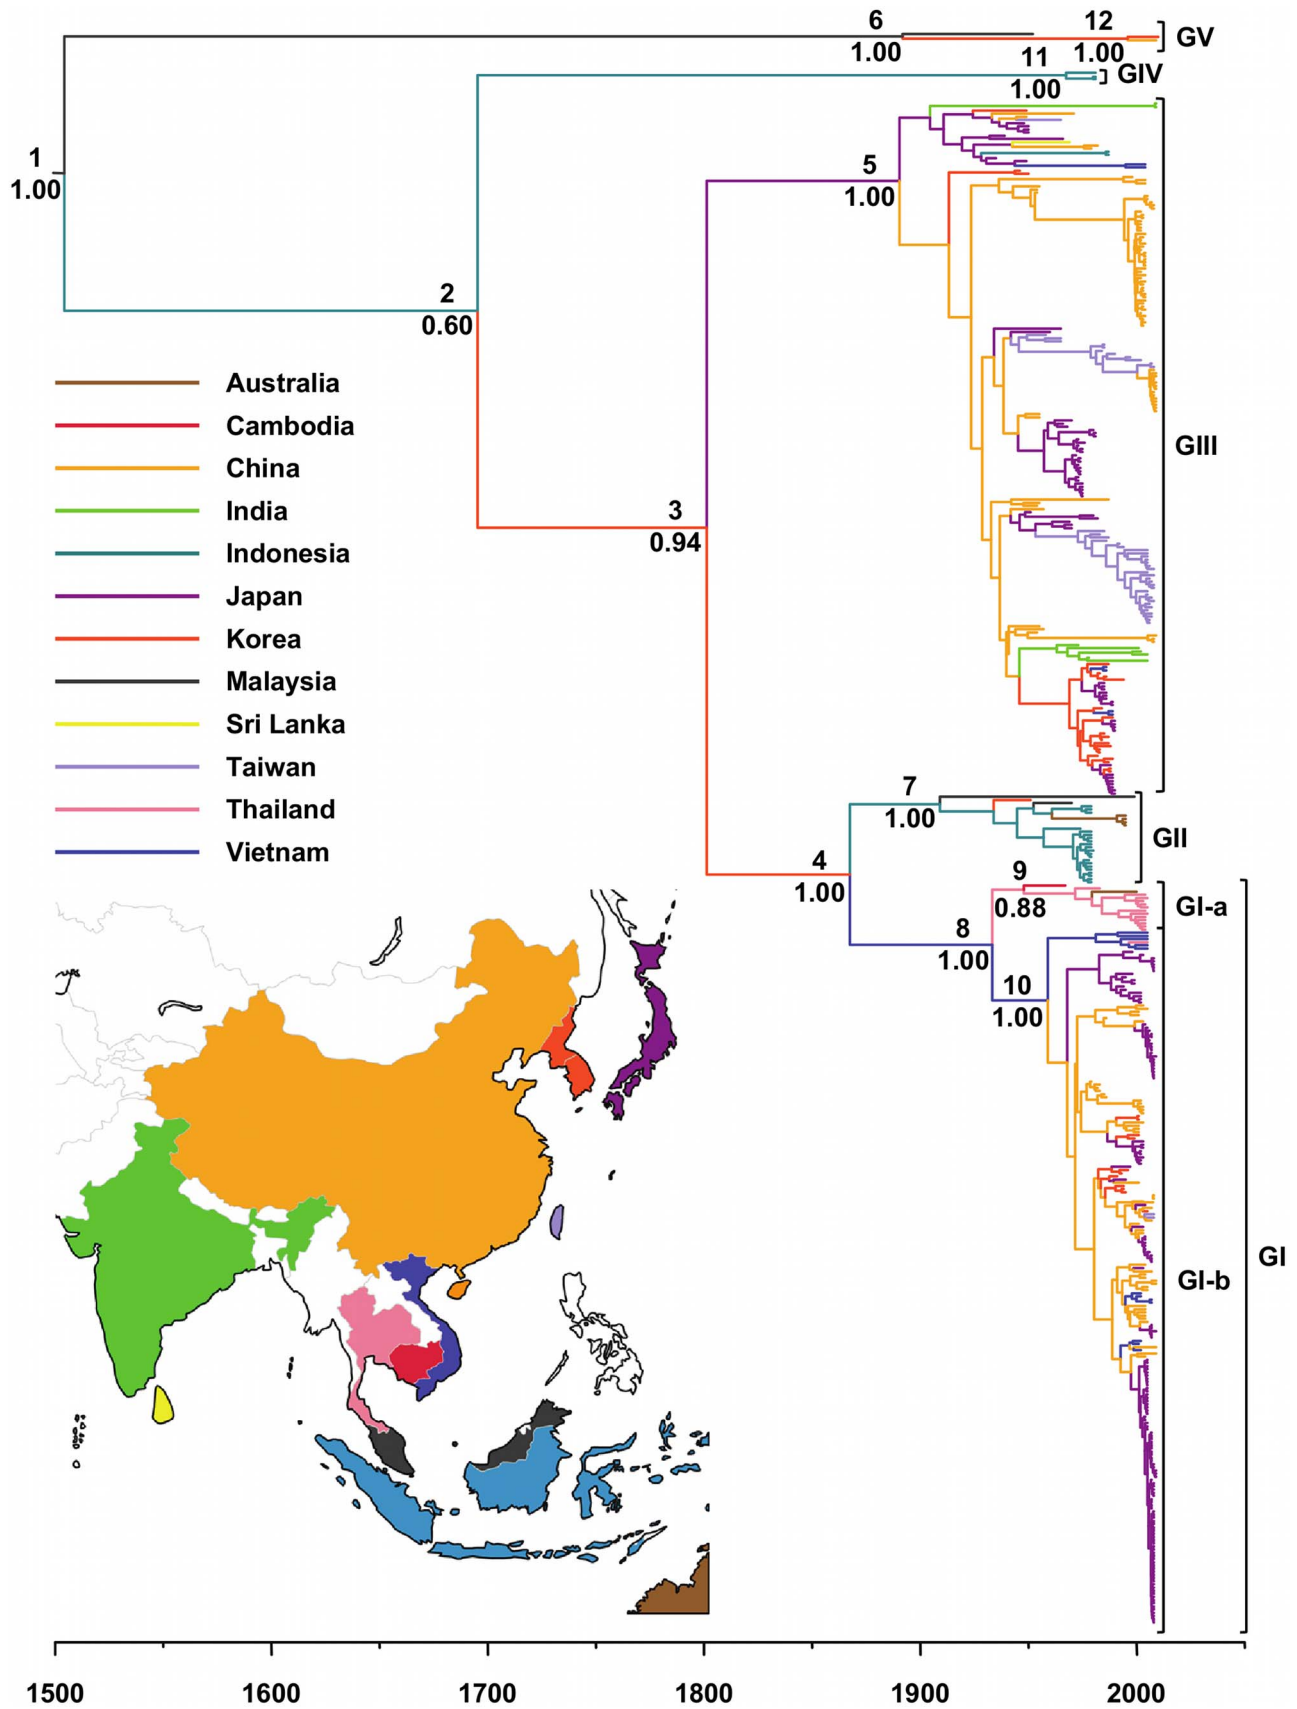 6 12
GV
1.00 11 1.00
GIV
1.00
1
1.00
5
1.00
2
0.60
Australia
Cambodia
China
GIII
India
3
0.94
Indonesia
Japan
Korea
Malaysia
Sri Lanka
Taiwan
7
Thailand
1.00
GII
Vietnam
4
1.00
9
0.88
GI-a
8
1.00
10
1.00
GI
GI-b
1500 1600 1700 1800 1900 2000